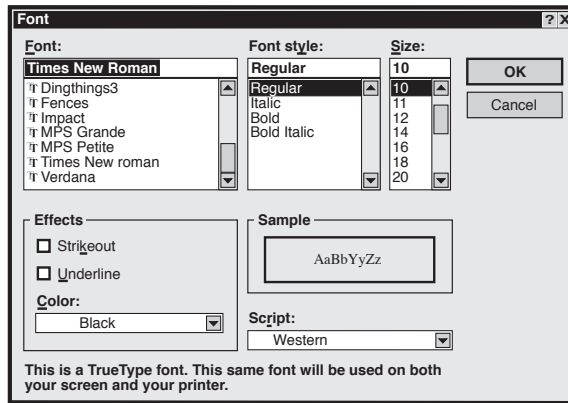 Font ? X
Font: Font style: Size:
Times New Roman Regular 10
Dingthings3 Regular 10
Fences Italic 11
Impact Bold 12
MPS Grande Bold Italic 14
MPS Petite 16
Times New roman 18
Verdana 20
OK
Cancel
Effects
Strikeout
Underline
Color:
Black
Sample
AaBbYyZz
Script:
Western
This is a TrueType font. This same font will be used on both
your screen and your printer.